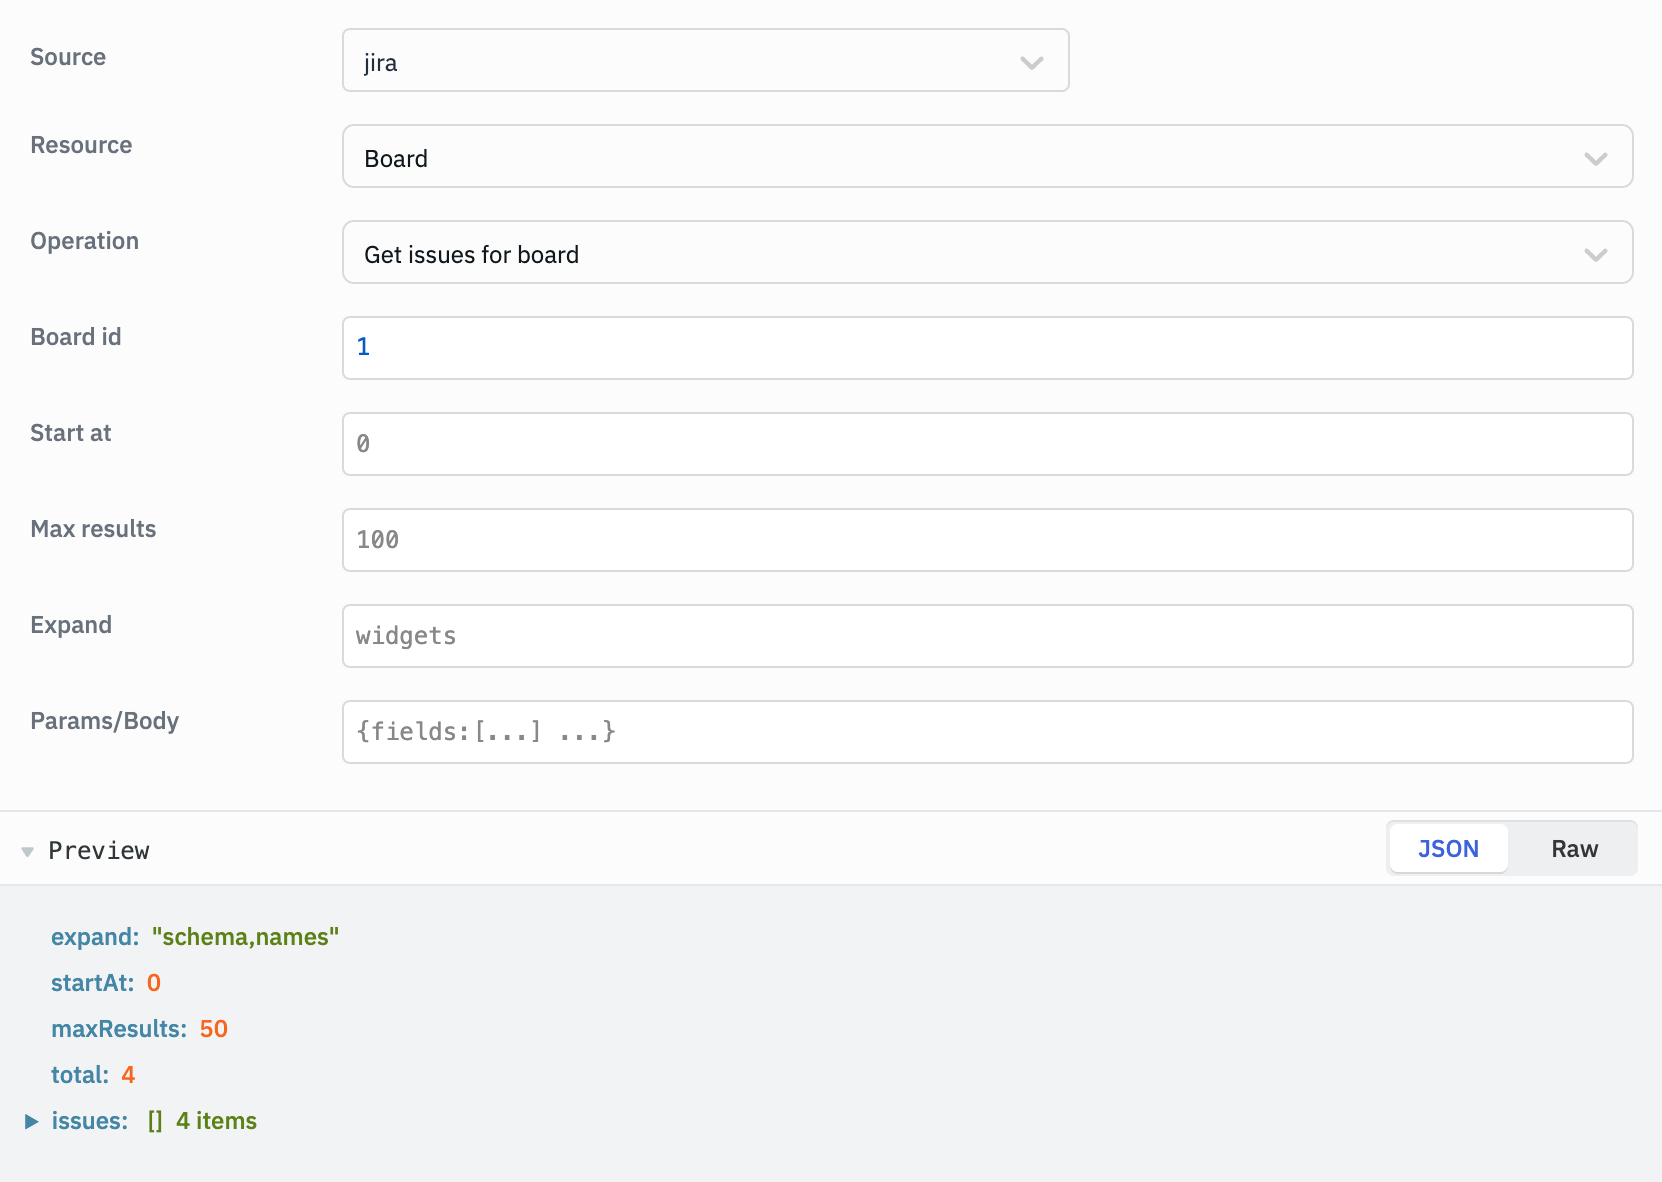 Source
jira
Resource
Board
Operation
Get issues for board
Board id
1
Start at
0
Max results
100
Expand
widgets
Params/Body
{fields:[...] ...}
Preview
JSON
Raw
expand: "schema,names"
startAt: 0
maxResults: 50
total: 4
issues: [] 4 items